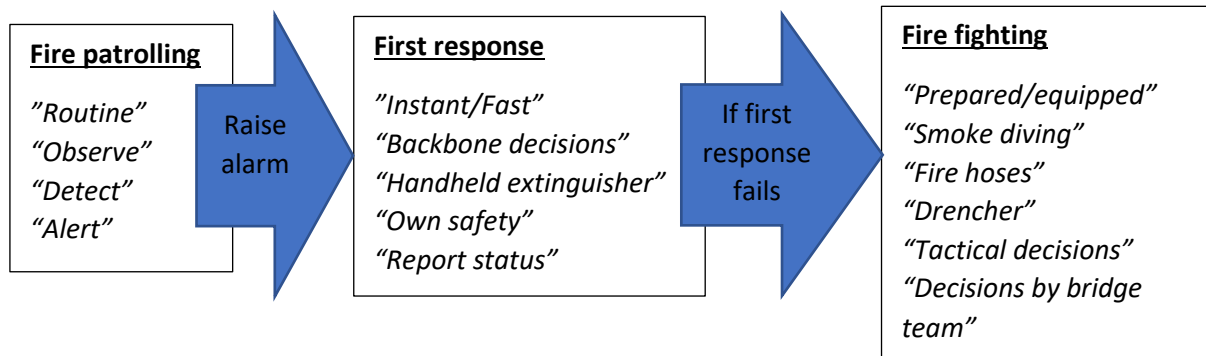 Fire patrolling
”Routine”
“Observe”
“Detect”
“Alert”
Raise
alarm
First response
”Instant/Fast”
“Backbone decisions”
“Handheld extinguisher”
“Own safety”
“Report status”
If first
response
fails
Fire fighting
“Prepared/equipped”
“Smoke diving”
“Fire hoses”
“Drencher”
“Tactical decisions”
“Decisions by bridge
team”